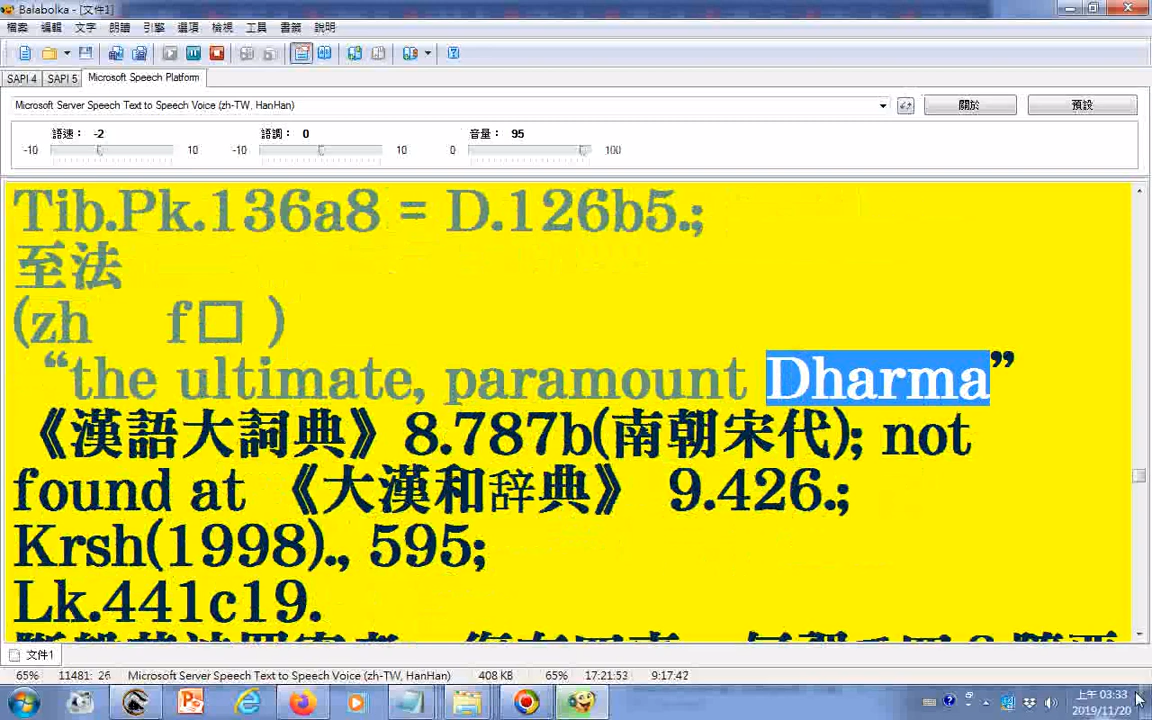 Balabolka - [文件1]
檔案 編輯 文字 朗讀 引擎 選項 檢視 工具 書籤 說明
SAPI 4 SAPI 5 Microsoft Speech Platform
Microsoft Server Speech Text to Speech Voice (zh-TW, HanHan)
關於 預設
語速： -2 語調： 0 音量： 95
-10 10 -10 10 0 100
Tib.Pk.136a8 = D.126b5.;
至法
(zh f□ )
“the ultimate, paramount Dharma”
《漢語大詞典》 8.787b(南朝宋代); not
found at 《大漢和辞典》 9.426.;
Krsh(1998)., 595;
Lk.441c19.
文件1
65% 11481: 26 Microsoft Server Speech Text to Speech Voice (zh-TW, HanHan) 408 KB 65% 17:21:53 9:17:42
上午 03:33
2019/11/20